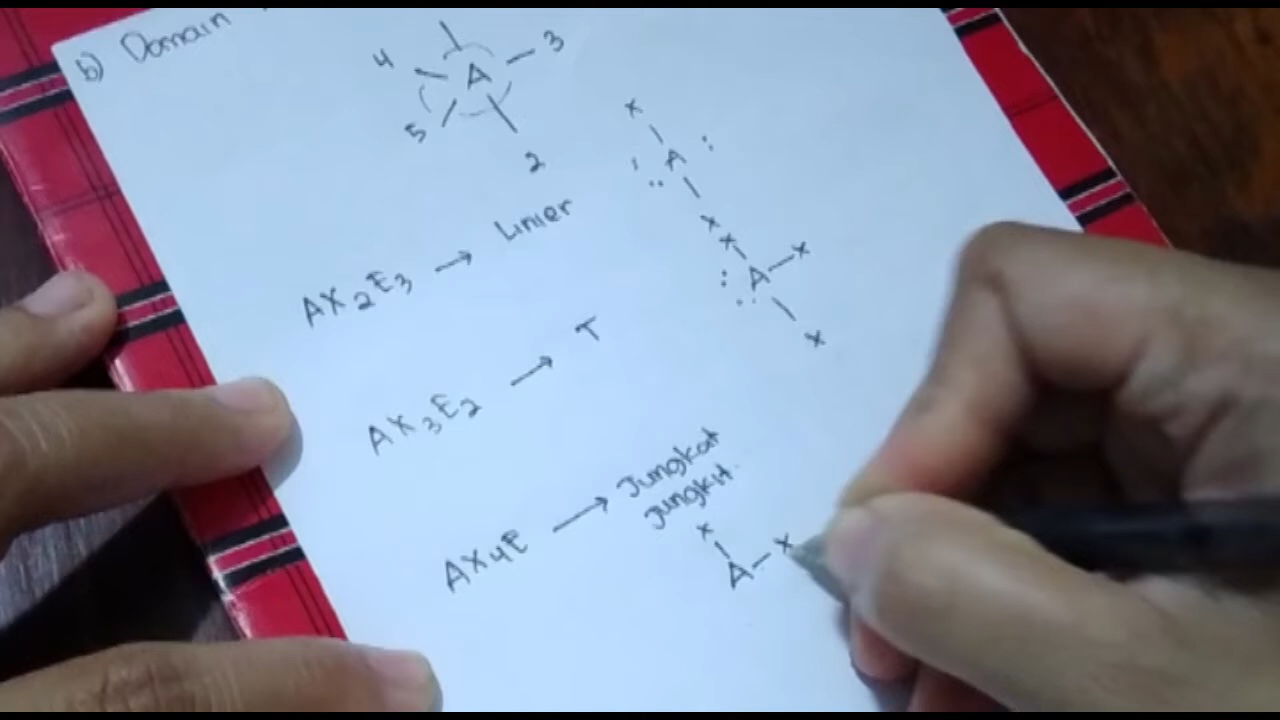 b) Domain
4 A 3
5
2
x
A
x
AX2E3 → Linier
x
A x
x
AX3E2 → T
AX4E → Jungkat
Jungkit
x
A x